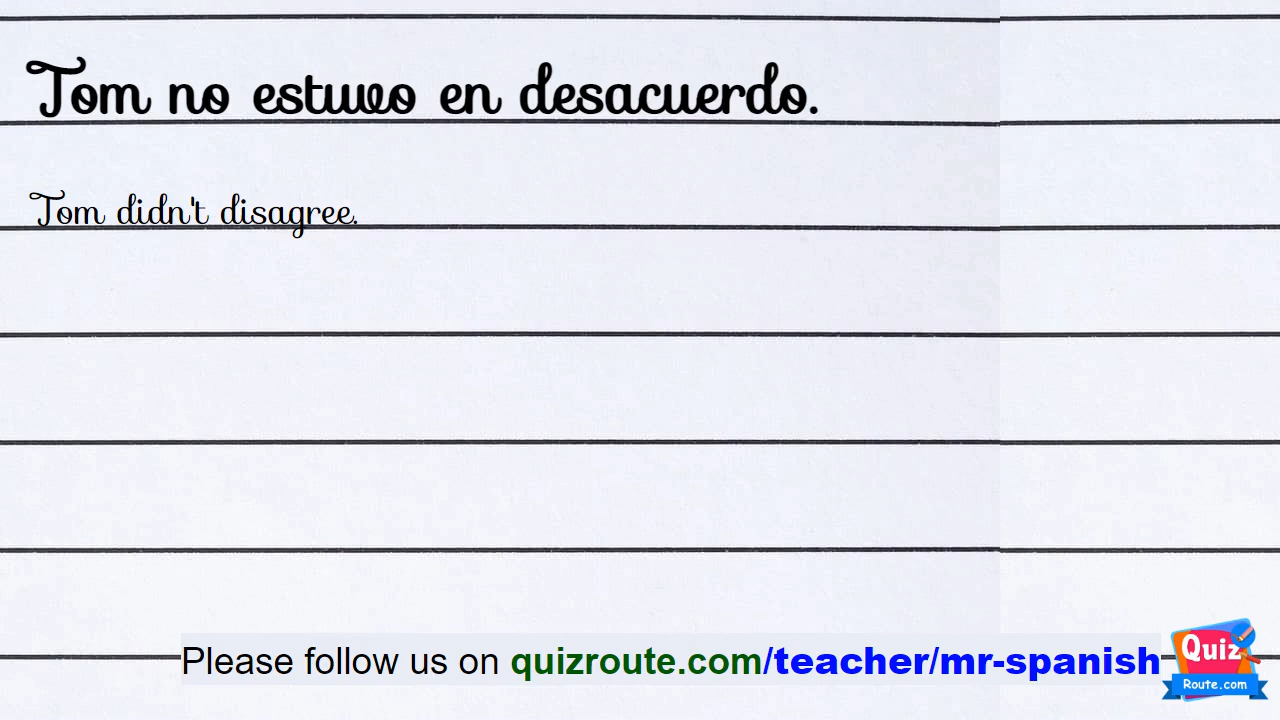 Tom no estuvo en desacuerdo.
Tom didn't disagree.
Please follow us on quizroute.com/teacher/mr-spanish
Quiz
Route.com